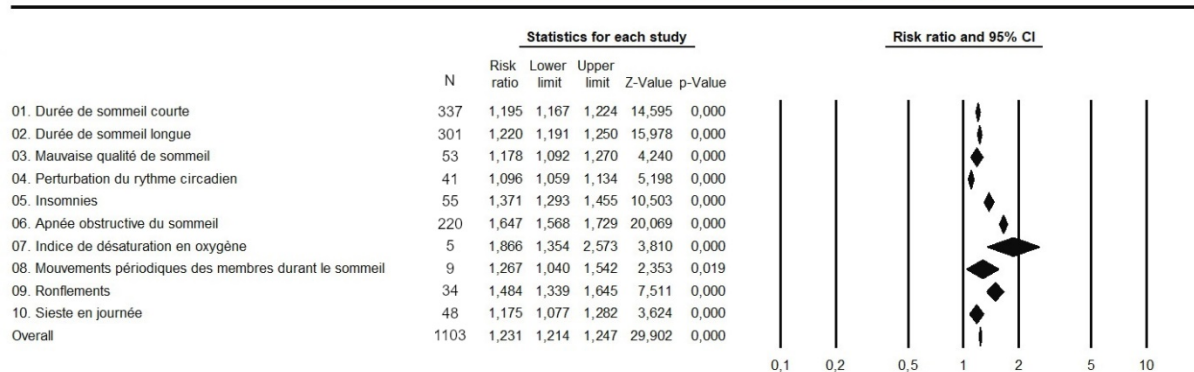 Statistics for each study Risk ratio and 95% CI
N Risk ratio Lower limit Upper limit Z-Value p-Value
01. Durée de sommeil courte 337 1,195 1,167 1,224 14,595 0,000
02. Durée de sommeil longue 301 1,220 1,191 1,250 15,978 0,000
03. Mauvaise qualité de sommeil 53 1,178 1,092 1,270 4,240 0,000
04. Perturbation du rythme circadien 41 1,096 1,059 1,134 5,198 0,000
05. Insomnies 55 1,371 1,293 1,455 10,503 0,000
06. Apnée obstructive du sommeil 220 1,647 1,568 1,729 20,069 0,000
07. Indice de désaturation en oxygène 5 1,866 1,354 2,573 3,810 0,000
08. Mouvements périodiques des membres durant le sommeil 9 1,267 1,040 1,542 2,353 0,019
09. Ronflements 34 1,484 1,339 1,645 7,511 0,000
10. Sieste en journée 48 1,175 1,077 1,282 3,624 0,000
Overall 1103 1,231 1,214 1,247 29,902 0,000
0,1 0,2 0,5 1 2 5 10